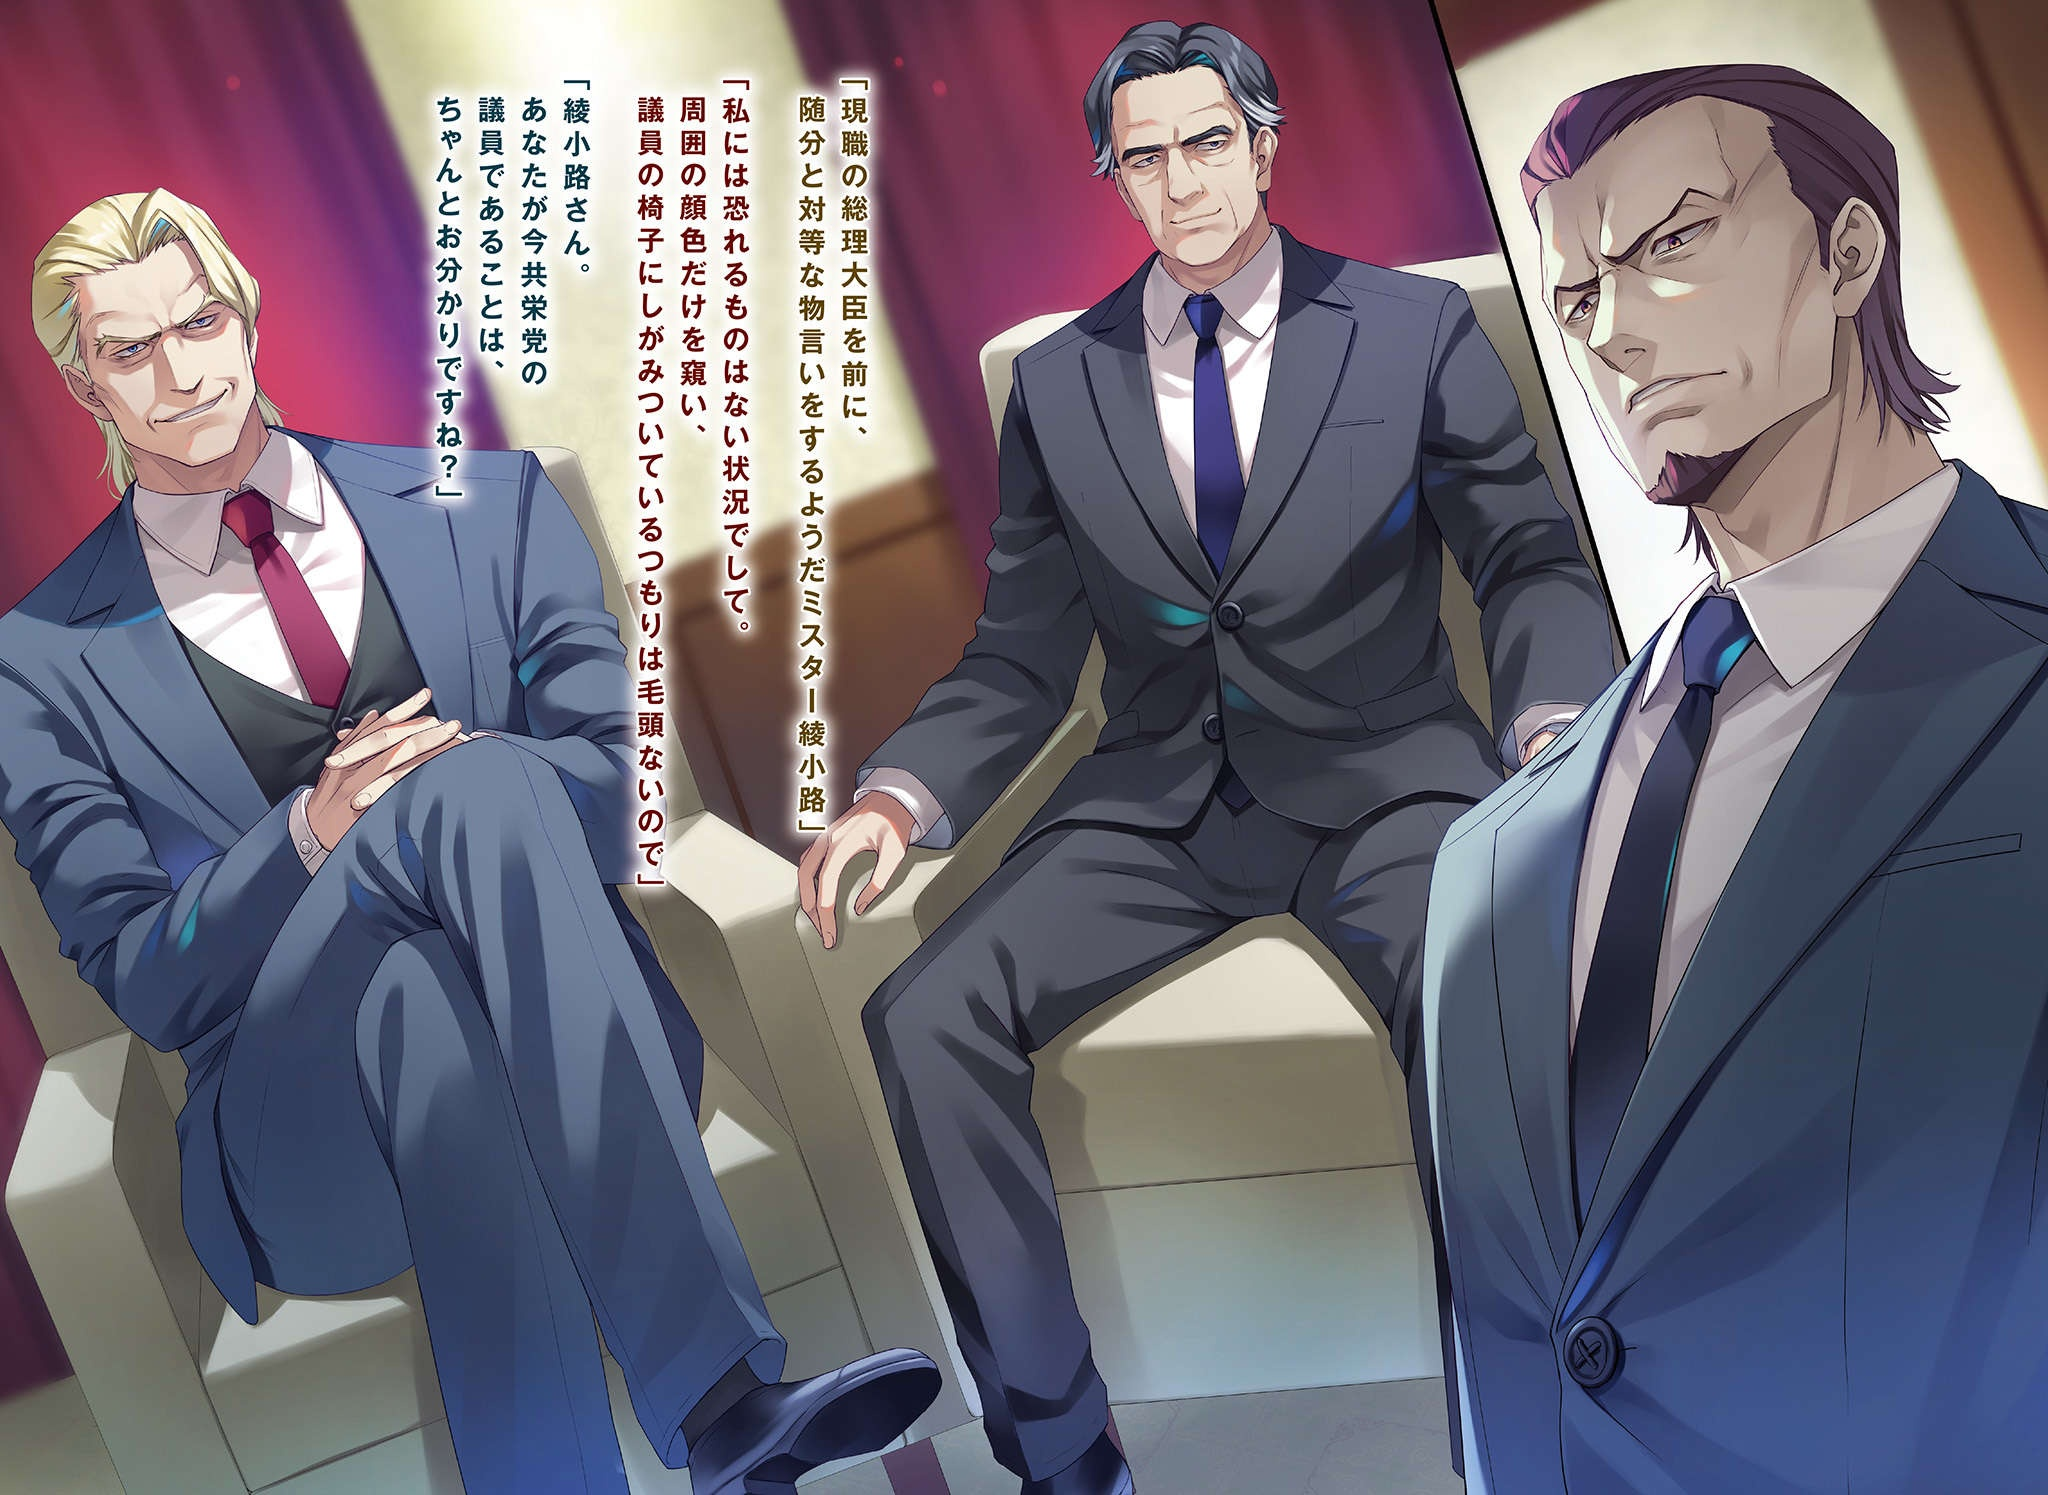 「現職の総理大臣を前に、
随分と対等な物言いをするようだミスター綾小路」
「私には恐れるものはない状況でして。
周囲の顔色だけを窺い、
議員の椅子にしがみついているつもりは毛頭ないので」
「綾小路さん。
あなたが今共栄党の
議員であることは、
ちゃんとお分かりですね？」